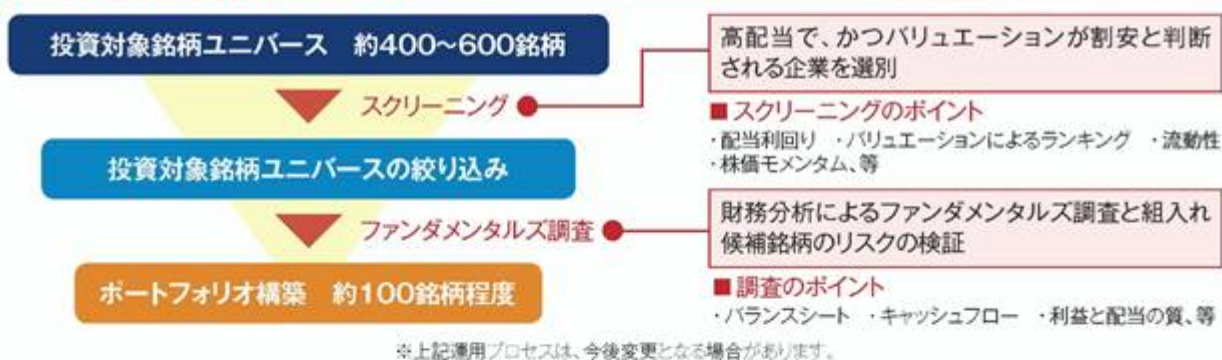 投資対象銘柄ユニバース　約400～600銘柄
スクリーニング
投資対象銘柄ユニバースの絞り込み
ファンダメンタルズ調査
ポートフォリオ構築　約100銘柄程度
高配当で、かつバリュエーションが割安と判断
される企業を選別
■スクリーニングのポイント
・配当利回り　・バリュエーションによるランキング　・流動性
・株価モメンタム、等
財務分析によるファンダメンタルズ調査と組入れ
候補銘柄のリスクの検証
■調査のポイント
・バランスシート　・キャッシュフロー　・利益と配当の質、等
※上記運用プロセスは、今後変更となる場合があります。